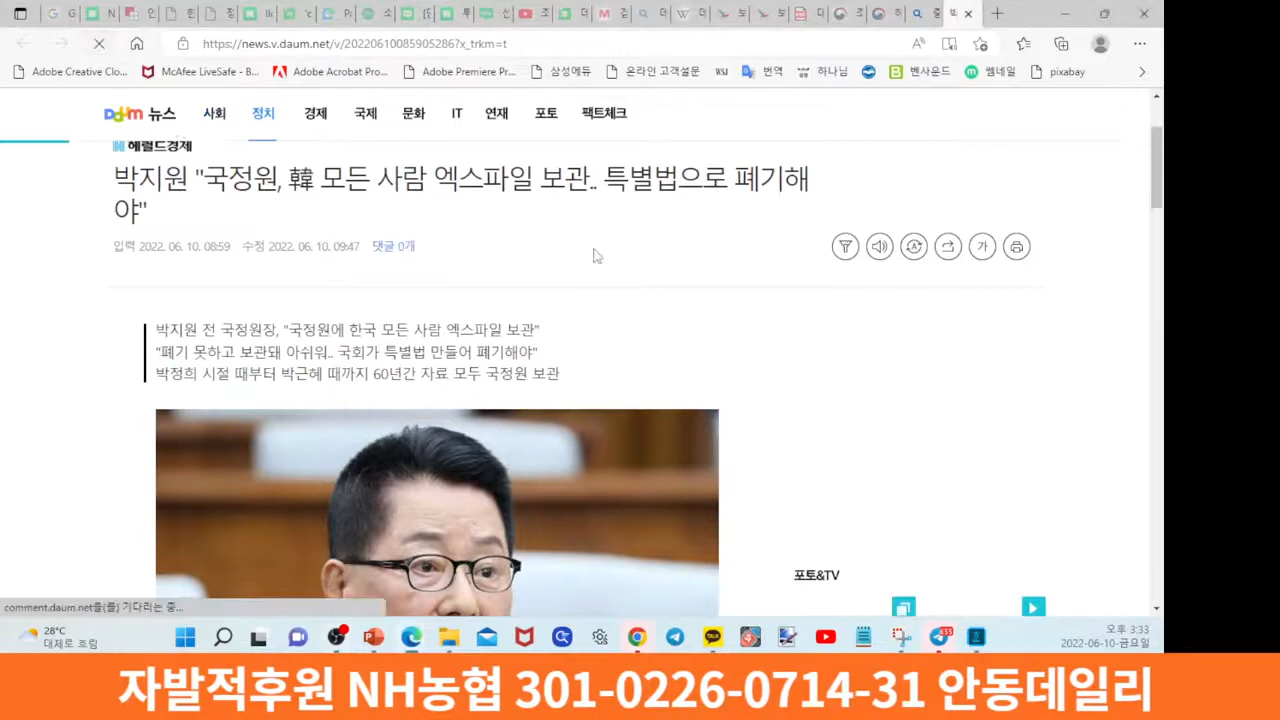 https://news.v.daum.net/v/20220610085905286?x_trkm=t
Adobe Creative Clo... McAfee LiveSafe - B... Adobe Acrobat Pro... Adobe Premiere Pr... 삼성에듀 온라인 고객설문 WSJ 번역 하나님 벤사운드 쎔네일 pixabay
Daum 뉴스 사회 정치 경제 국제 문화 IT 연재 포토 팩트체크
헤럴드경제
박지원 "국정원, 韓 모든 사람 엑스파일 보관.. 특별법으로 폐기해
야"
입력 2022. 06. 10. 08:59 수정 2022. 06. 10. 09:47 댓글 0개
가
박지원 전 국정원장, "국정원에 한국 모든 사람 엑스파일 보관"
"폐기 못하고 보관돼 아쉬워.. 국회가 특별법 만들어 폐기해야"
박정희 시절 때부터 박근혜 때까지 60년간 자료 모두 국정원 보관
포토&TV
comment.daum.net을(를) 기다리는 중...
28°C
대체로 흐림
오후 3:33
2022-06-10-금요일
자발적후원 NH농협 301-0226-0714-31 안동데일리